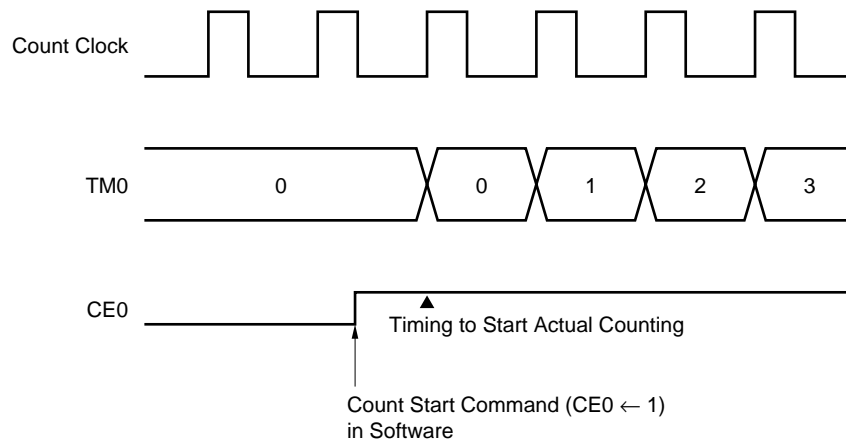 Count Clock
TM0
0
0
1
2
3
CE0
Timing to Start Actual Counting
Count Start Command (CE0 ← 1)
in Software